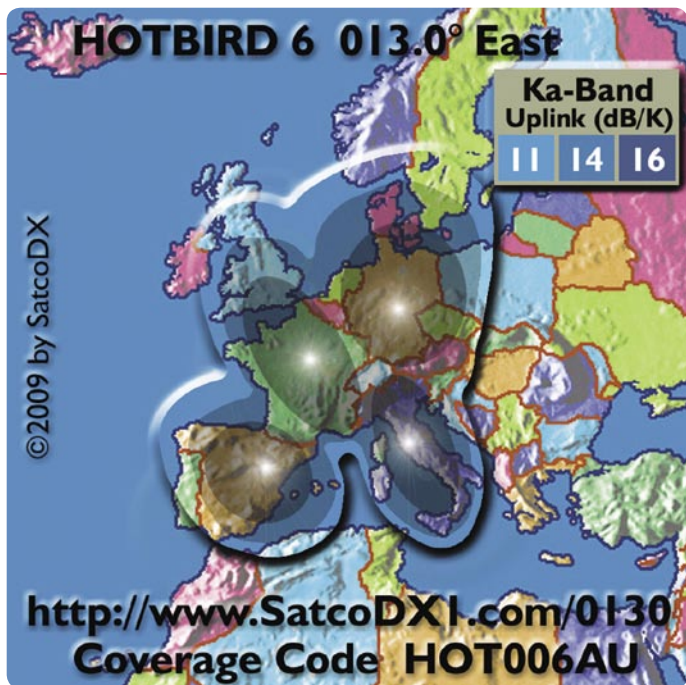 HOTBIRD 6 013.0° East
Ka-Band
Uplink (dB/K)
11 14 16
©2009 by SatcoDX
http://www.SatcoDX1.com/0130
Coverage Code HOT006AU